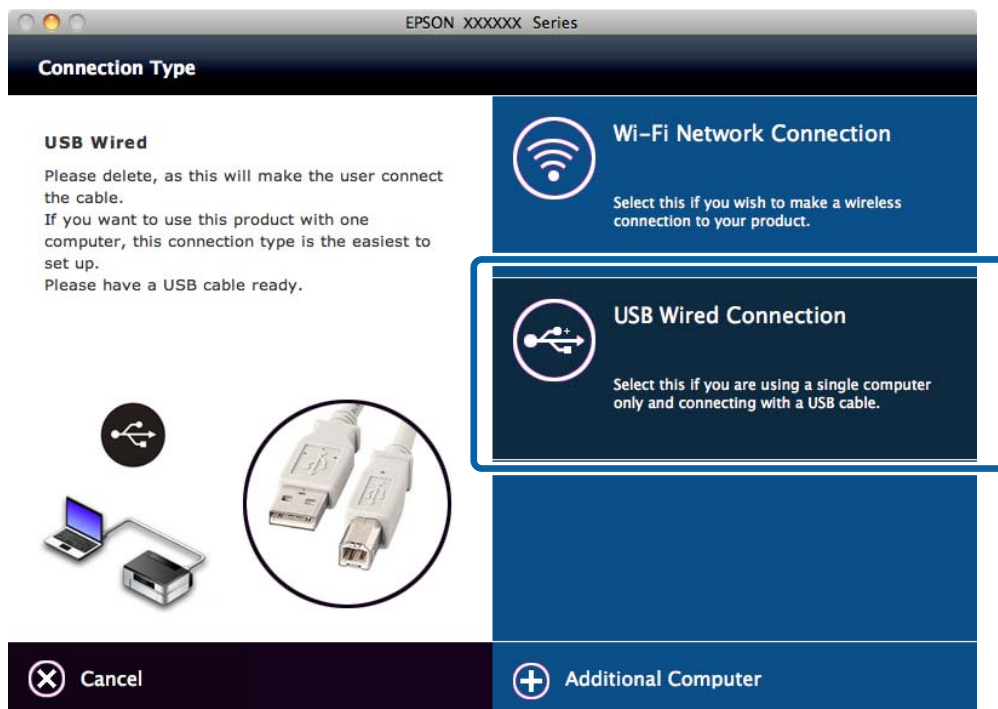 EPSON XXXXXX Series
Connection Type
USB Wired
Please delete, as this will make the user connect
the cable.
If you want to use this product with one
computer, this connection type is the easiest to
set up.
Please have a USB cable ready.
Wi-Fi Network Connection
Select this if you wish to make a wireless
connection to your product.
USB Wired Connection
Select this if you are using a single computer
only and connecting with a USB cable.
Cancel
Additional Computer